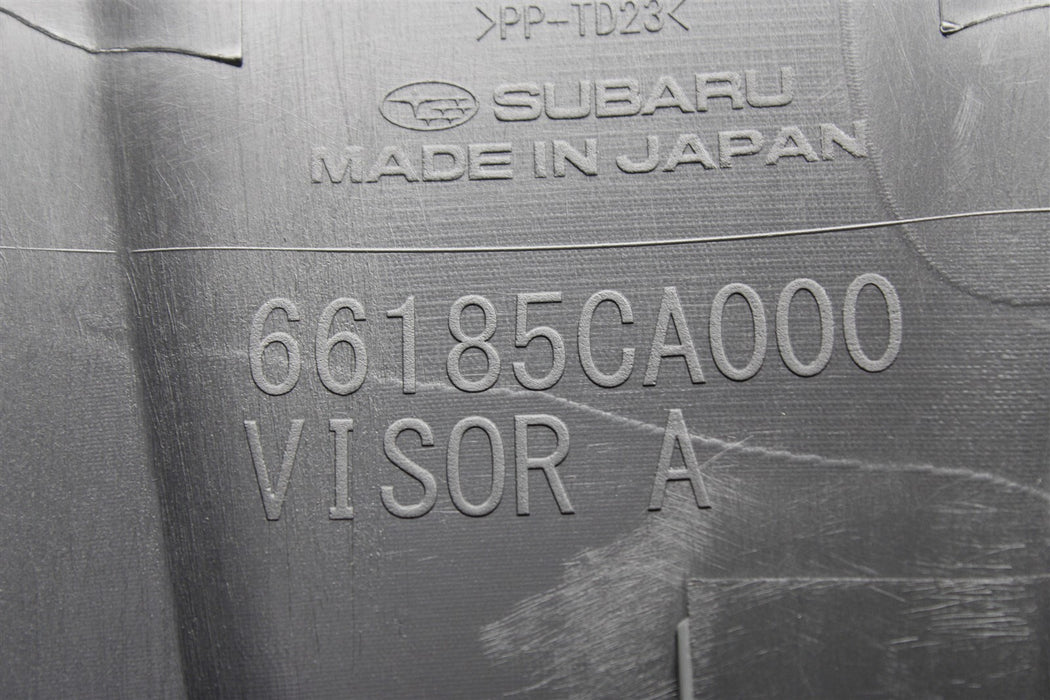 >PP-TD23<
SUBARU
MADE IN JAPAN
66185CA000
VISOR A